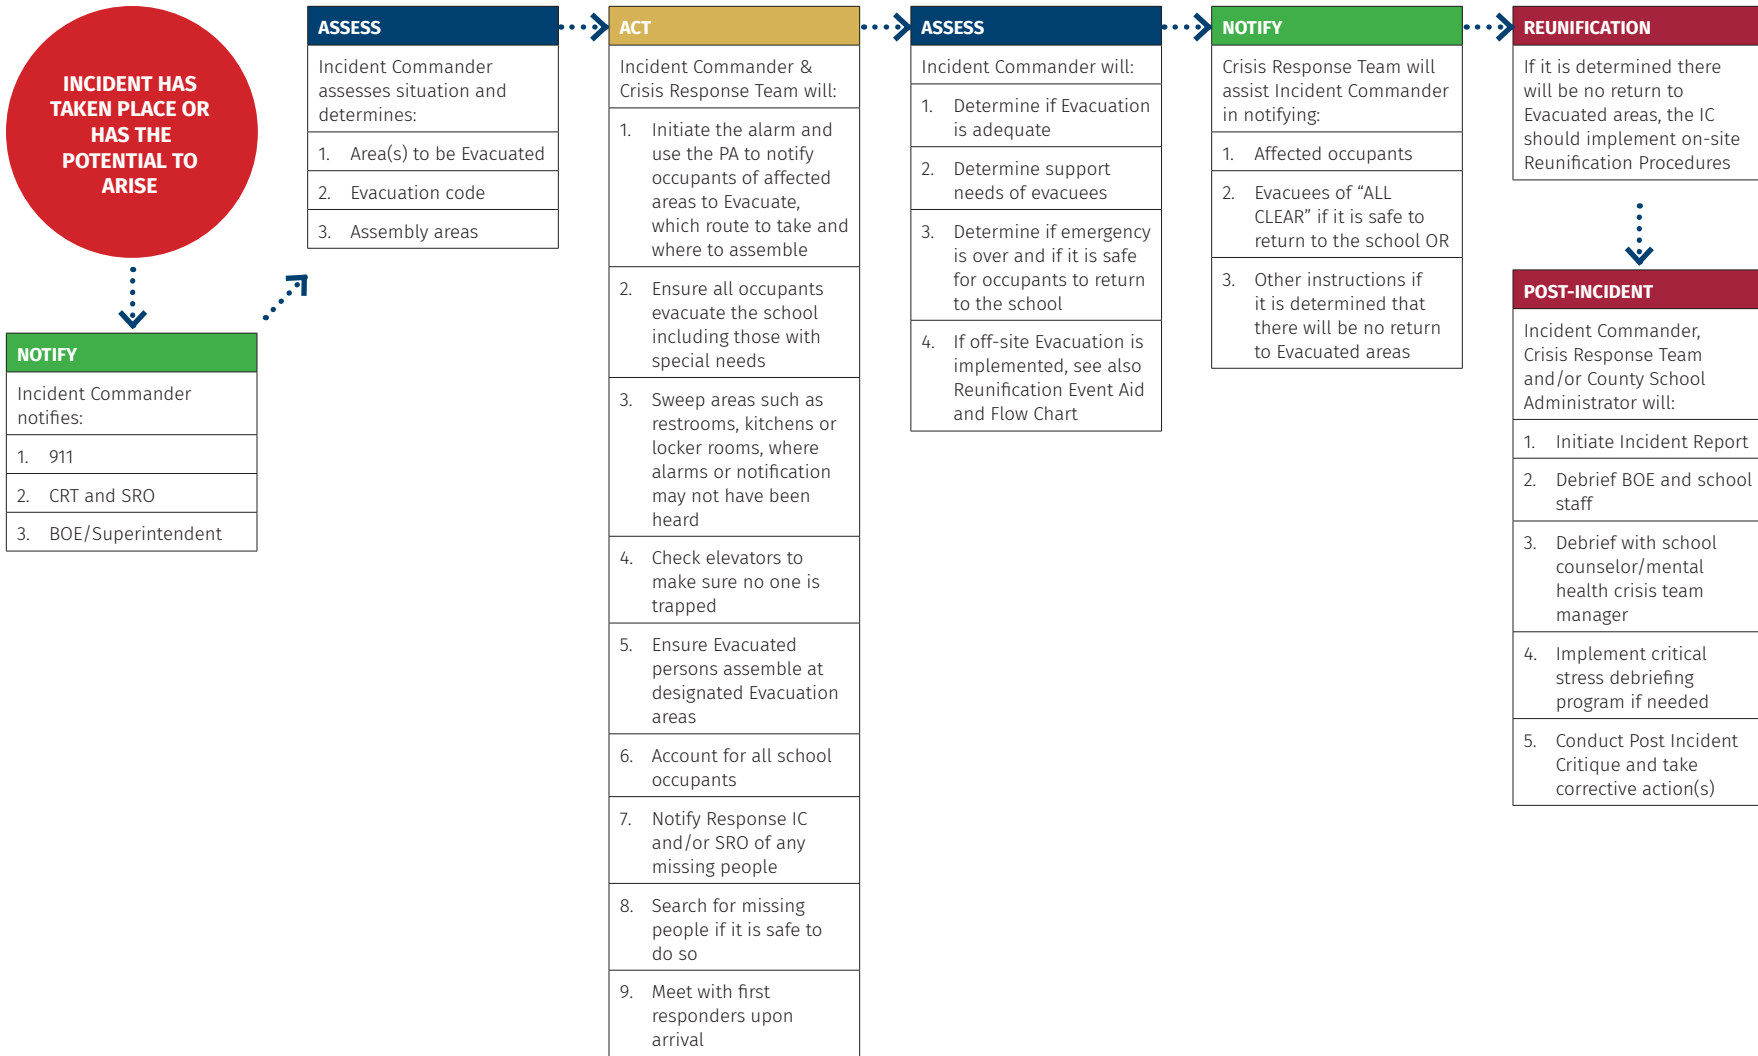 INCIDENT HAS
TAKEN PLACE OR
HAS THE
POTENTIAL TO
ARISE
NOTIFY
Incident Commander
notifies:
1. 911
2. CRT and SRO
3. BOE/Superintendent
ASSESS
Incident Commander
assesses situation and
determines:
1. Area(s) to be Evacuated
2. Evacuation code
3. Assembly areas
ACT
Incident Commander &
Crisis Response Team will:
1. Initiate the alarm and
use the PA to notify
occupants of affected
areas to Evacuate,
which route to take and
where to assemble
2. Ensure all occupants
evacuate the school
including those with
special needs
3. Sweep areas such as
restrooms, kitchens or
locker rooms, where
alarms or notification
may not have been
heard
4. Check elevators to
make sure no one is
trapped
5. Ensure Evacuated
persons assemble at
designated Evacuation
areas
6. Account for all school
occupants
7. Notify Response IC
and/or SRO of any
missing people
8. Search for missing
people if it is safe to
do so
9. Meet with first
responders upon
arrival
ASSESS
Incident Commander will:
1. Determine if Evacuation
is adequate
2. Determine support
needs of evacuees
3. Determine if emergency
is over and if it is safe
for occupants to return
to the school
4. If off-site Evacuation is
implemented, see also
Reunification Event Aid
and Flow Chart
NOTIFY
Crisis Response Team will
assist Incident Commander
in notifying:
1. Affected occupants
2. Evacuees of “ALL
CLEAR” if it is safe to
return to the school OR
3. Other instructions if
it is determined that
there will be no return
to Evacuated areas
REUNIFICATION
If it is determined there
will be no return to
Evacuated areas, the IC
should implement on-site
Reunification Procedures
POST-INCIDENT
Incident Commander,
Crisis Response Team
and/or County School
Administrator will:
1. Initiate Incident Report
2. Debrief BOE and school
staff
3. Debrief with school
counselor/mental
health crisis team
manager
4. Implement critical
stress debriefing
program if needed
5. Conduct Post Incident
Critique and take
corrective action(s)